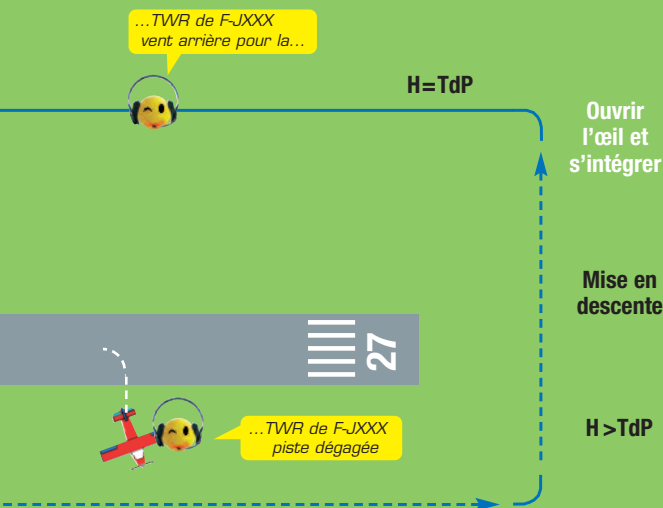 ...TWR de F-JXXX
vent arrière pour la...
H=TdP
Ouvrir
l'œil et
s'intégrer
Mise en
descente
27
...TWR de F-JXXX
piste dégagée
H >TdP